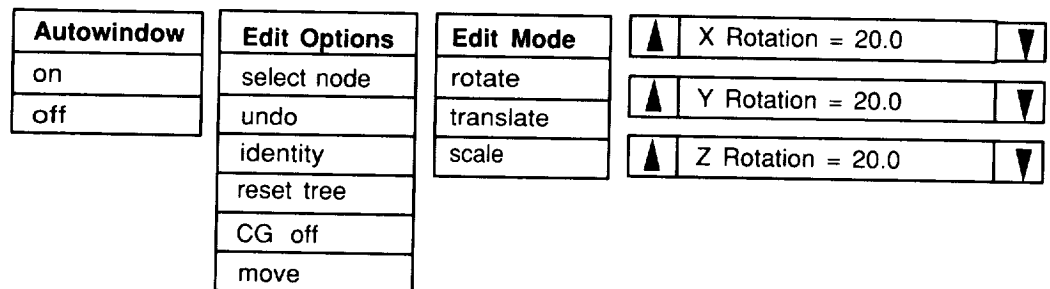 Autowindow
on
off
Edit Options
select node
undo
identity
reset tree
CG off
move
Edit Mode
rotate
translate
scale
X Rotation = 20.0
Y Rotation = 20.0
Z Rotation = 20.0